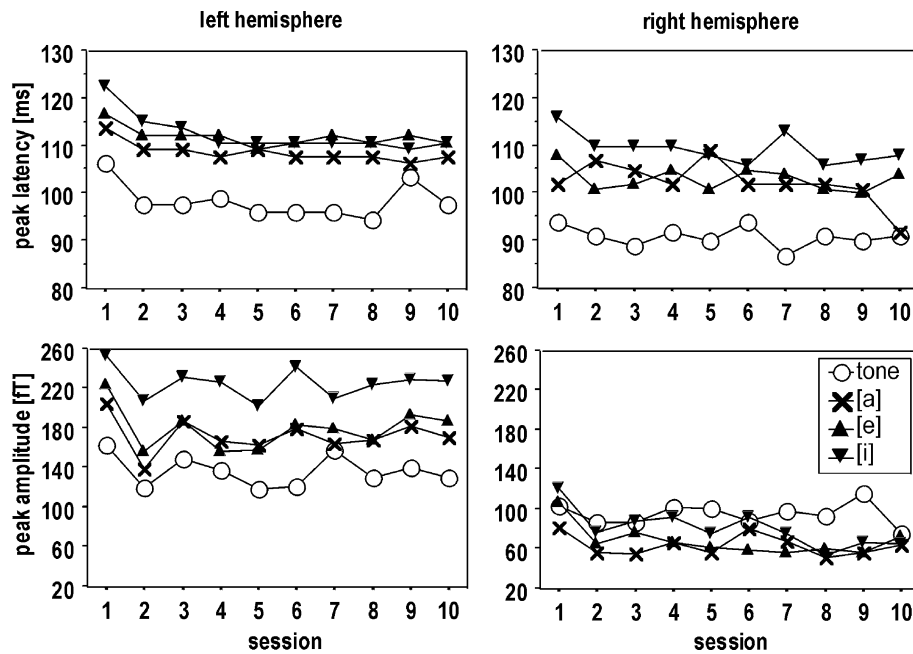 left hemisphere
right hemisphere
peak latency [ms]
130
120
110
100
90
80
1 2 3 4 5 6 7 8 9 10
130
120
110
100
90
80
1 2 3 4 5 6 7 8 9 10
peak amplitude [fT]
260
220
180
140
100
60
20
1 2 3 4 5 6 7 8 9 10
session
260
220
180
140
100
60
20
1 2 3 4 5 6 7 8 9 10
session
tone
[a]
[e]
[i]